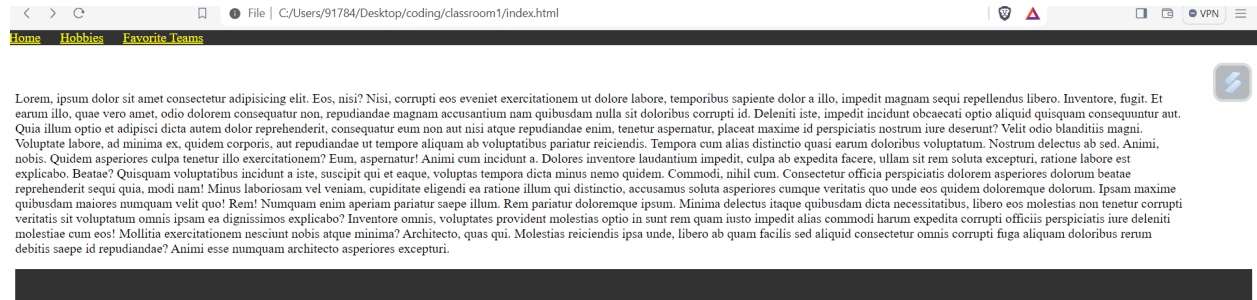 File | C:/Users/91784/Desktop/coding/classroom1/index.html
VPN
Home Hobbies Favorite Teams
Lorem, ipsum dolor sit amet consectetur adipisicing elit. Eos, nisi? Nisi, corrupti eos eveniet exercitationem ut dolore labore, temporibus sapiente dolor a illo, impedit magnam sequi repellendus libero. Inventore, fugit. Et
earum illo, quae vero amet, odio dolorem consequatur non, repudiandae magnam accusantium nam quibusdam nulla sit doloribus corrupti id. Deleniti iste, impedit incidunt obcaecati optio aliquid quisquam consequuntur aut.
Quia illum optio et adipisci dicta autem dolor reprehenderit, consequatur eum non aut nisi atque repudiandae enim, tenetur aspernatur, placeat maxime id perspiciatis nostrum iure deserunt? Velit odio blanditiis magni.
Voluptate labore, ad minima ex, quidem corporis, aut repudiandae ut tempore aliquam ab voluptatibus pariatur reiciendis. Tempora cum alias distinctio quasi earum doloribus voluptatum. Nostrum delectus ab sed. Animi,
nobis. Quidem asperiores culpa tenetur illo exercitationem? Eum, aspernatur! Animi cum incidunt a. Dolores inventore laudantium impedit, culpa ab expedita facere, ullam sit rem soluta excepturi, ratione labore est
explicabo. Beatae? Quisquam voluptatibus incidunt a iste, suscipit qui et eaque, voluptas tempora dicta minus nemo quidem. Commodi, nihil cum. Consectetur officia perspiciatis dolorem asperiores dolorum beatae
reprehenderit sequi quia, modi nam! Minus laboriosam vel veniam, cupiditate eligendi ea ratione illum qui distinctio, accusamus soluta asperiores cumque veritatis quo unde eos quidem doloremque dolorum. Ipsam maxime
quibusdam maiores numquam velit quo! Rem! Numquam enim aperiam pariatur saepe illum. Rem pariatur doloremque ipsum. Minima delectus itaque quibusdam dicta necessitatibus, libero eos molestias non tenetur corrupti
veritatis sit voluptatum omnis ipsam ea dignissimos explicabo? Inventore omnis, voluptates provident molestias optio in sunt rem quam iusto impedit alias commodi harum expedita corrupti officiis perspiciatis iure deleniti
molestiae cum eos! Mollitia exercitationem nesciunt nobis atque minima? Architecto, quas qui. Molestias reiciendis ipsa unde, libero ab quam facilis sed aliquid consectetur omnis corrupti fuga aliquam doloribus rerum
debitis saepe id repudiandae? Animi esse numquam architecto asperiores excepturi.